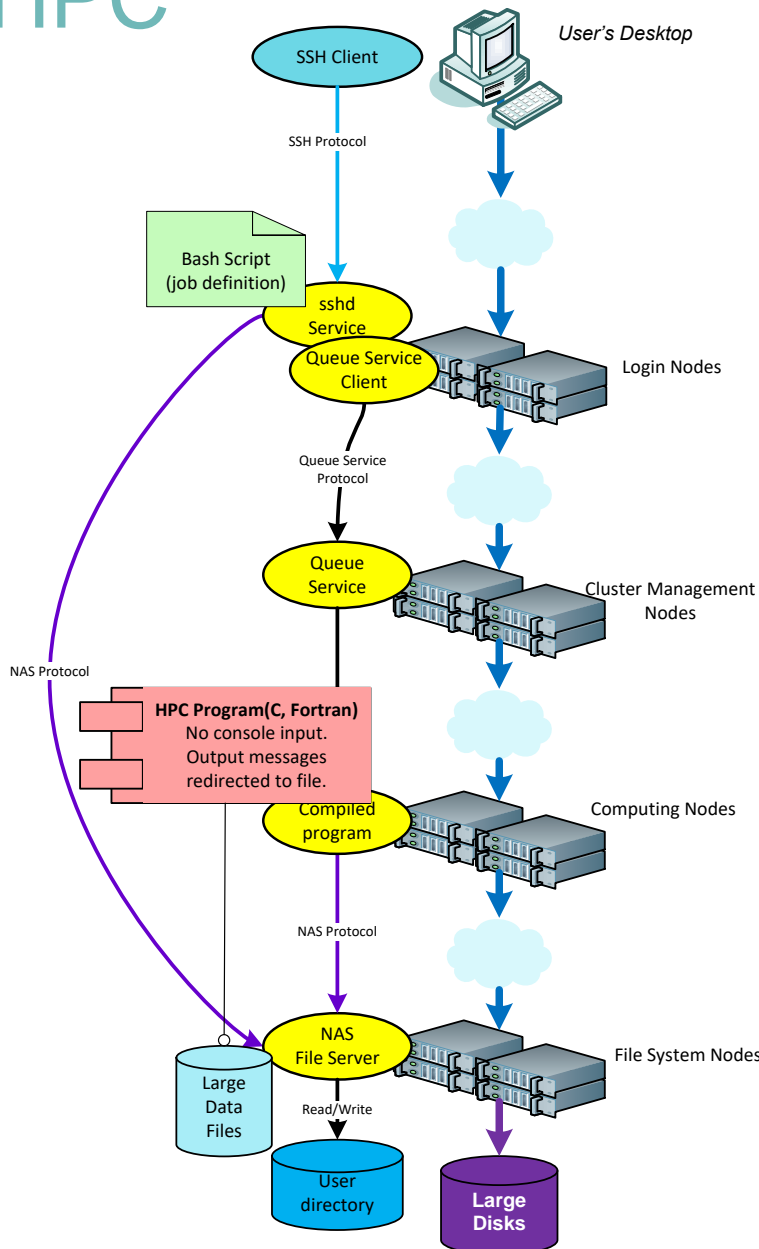 HPC
SSH Client
User's Desktop
SSH Protocol
Bash Script
(job definition)
sshd
Service
Queue Service
Client
Login Nodes
Queue Service
Protocol
Queue
Service
Cluster Management
Nodes
NAS Protocol
HPC Program(C, Fortran)
No console input.
Output messages
redirected to file.
Compiled
program
Computing Nodes
NAS Protocol
NAS
File Server
File System Nodes
Large
Data
Files
Read/Write
User
directory
Large
Disks